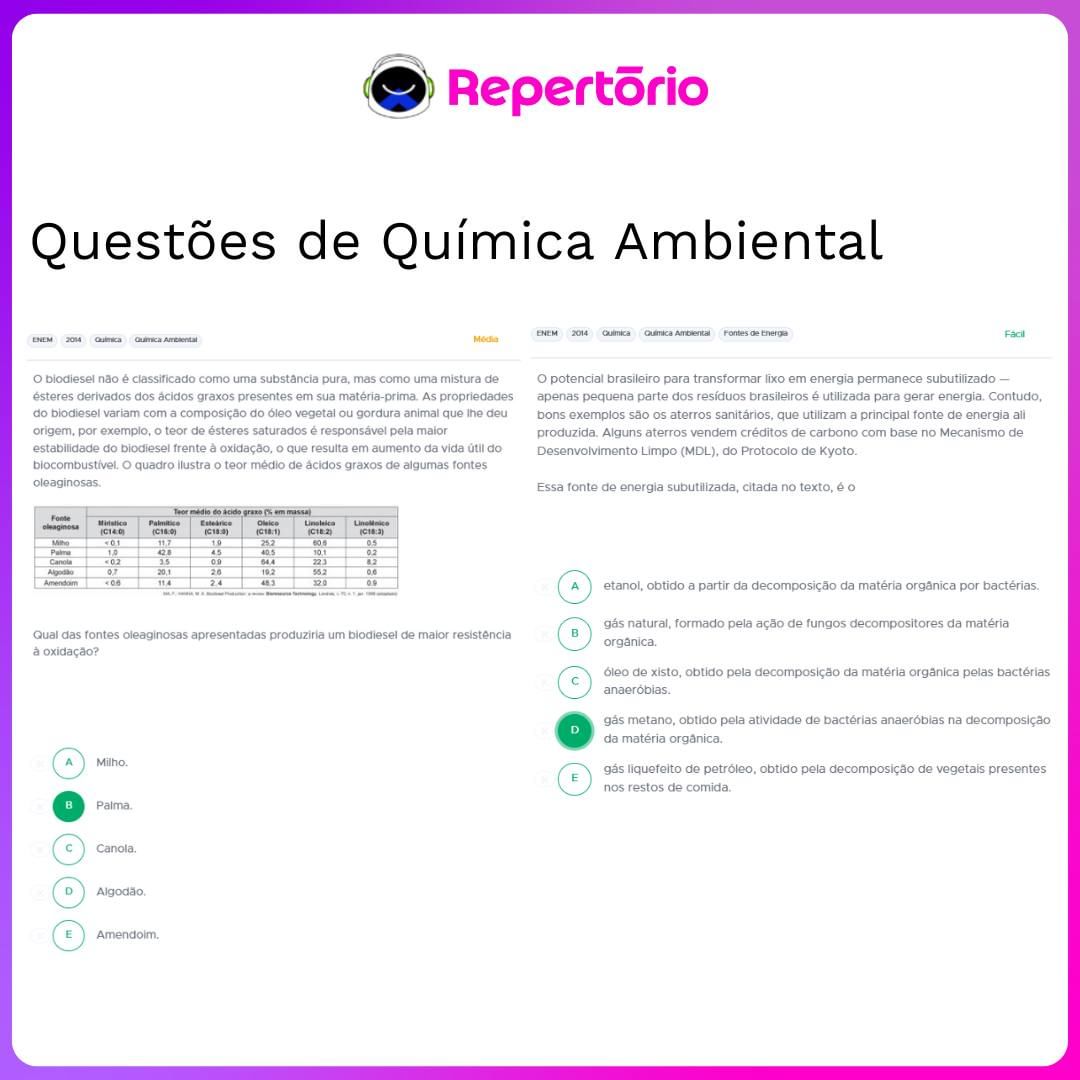 Repertōrio
Questões de Química Ambiental
ENEM 2014 Química Química Ambiental Média
O biodiesel não é classificado como uma substância pura, mas como uma mistura de
ésteres derivados dos ácidos graxos presentes em sua matéria-prima. As propriedades
do biodiesel variam com a composição do óleo vegetal ou gordura animal que lhe deu
origem, por exemplo, o teor de ésteres saturados é responsável pela maior
estabilidade do biodiesel frente à oxidação, o que resulta em aumento da vida útil do
biocombustível. O quadro ilustra o teor médio de ácidos graxos de algumas fontes
oleaginosas.
Fonte oleaginosa Teor médio do ácido graxo (% em massa)
Mirístico (C14:0) Palmítico (C16:0) Esteárico (C18:0) Oleico (C18:1) Linoleico (C18:2) Linolênico (C18:3)
Milho < 0,1 11,7 1,9 25,2 60,6 0,5
Palma 1,0 42,8 4,5 40,5 10,1 0,2
Canola < 0,2 3,5 0,9 64,4 22,3 8,2
Algodão 0,7 20,1 2,6 19,2 55,2 0,6
Amendoim < 0,6 11,4 2,4 48,3 32,0 0,9
MA, F.; HANNA, M. A. Biodiesel Production: a review. Bioresource Technology, Londres, v. 70, n. 1, jan. 1999 (adaptado)
Qual das fontes oleaginosas apresentadas produziria um biodiesel de maior resistência
à oxidação?
A Milho.
B Palma.
C Canola.
D Algodão.
E Amendoim.
ENEM 2014 Química Química Ambiental Fontes de Energia Fácil
O potencial brasileiro para transformar lixo em energia permanece subutilizado —
apenas pequena parte dos resíduos brasileiros é utilizada para gerar energia. Contudo,
bons exemplos são os aterros sanitários, que utilizam a principal fonte de energia ali
produzida. Alguns aterros vendem créditos de carbono com base no Mecanismo de
Desenvolvimento Limpo (MDL), do Protocolo de Kyoto.
Essa fonte de energia subutilizada, citada no texto, é o
A etanol, obtido a partir da decomposição da matéria orgânica por bactérias.
B gás natural, formado pela ação de fungos decompositores da matéria
orgânica.
C óleo de xisto, obtido pela decomposição da matéria orgânica pelas bactérias
anaeróbias.
D gás metano, obtido pela atividade de bactérias anaeróbias na decomposição
da matéria orgânica.
E gás liquefeito de petróleo, obtido pela decomposição de vegetais presentes
nos restos de comida.